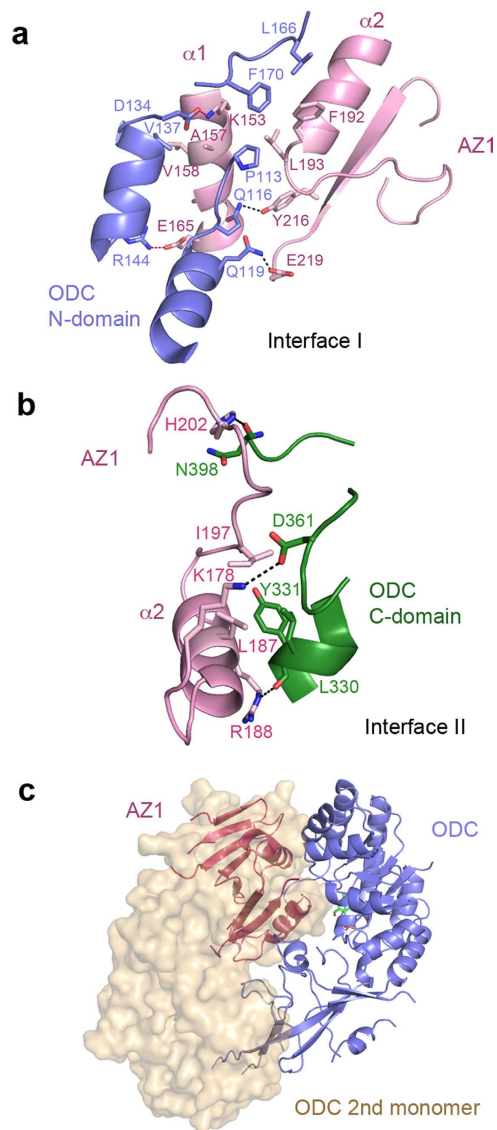 a
α1
α2
L166
F170
D134
K153
V137
A157
F192
AZ1
V158
L193
P113
Q116
E165
Y216
R144
Q119
E219
ODC
N-domain
Interface I
b
H202
AZ1
N398
D361
I197
K178
Y331
ODC
C-domain
α2
L187
L330
R188
Interface II
c
AZ1
ODC
ODC 2nd monomer